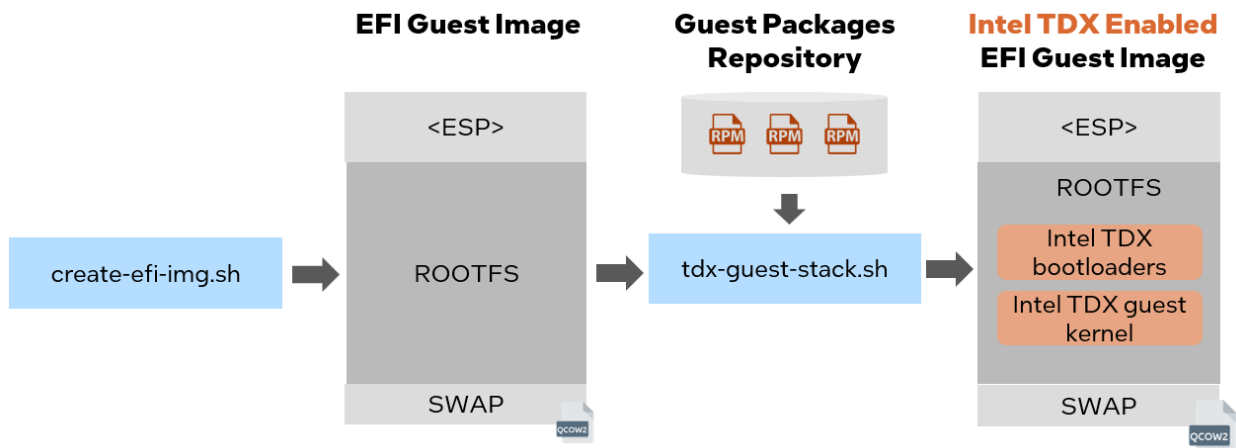 EFI Guest Image
Guest Packages
Repository
Intel TDX Enabled
EFI Guest Image
<ESP>
RPM RPM RPM
<ESP>
ROOTFS
Intel TDX
bootloaders
create-efi-img.sh
ROOTFS
tdx-guest-stack.sh
Intel TDX guest
kernel
SWAP
QCOW2
SWAP
QCOW2